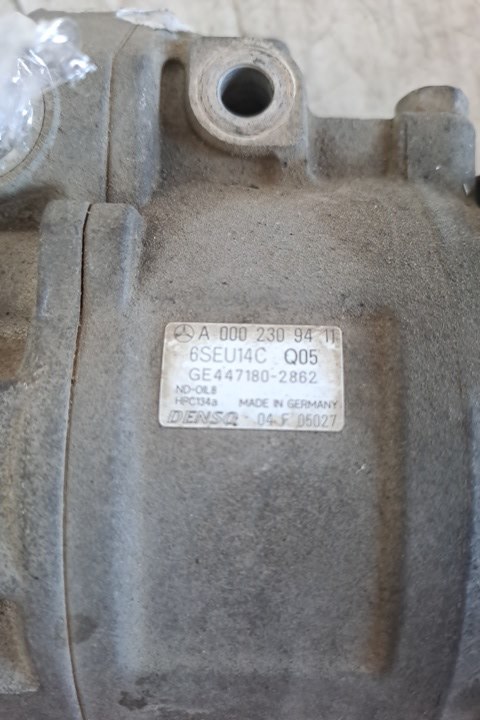 A 000 230 94 11
6SEU14C Q05
GE447180-2862
ND-OIL8
HFC134a MADE IN GERMANY
DENSO 04 F 05027